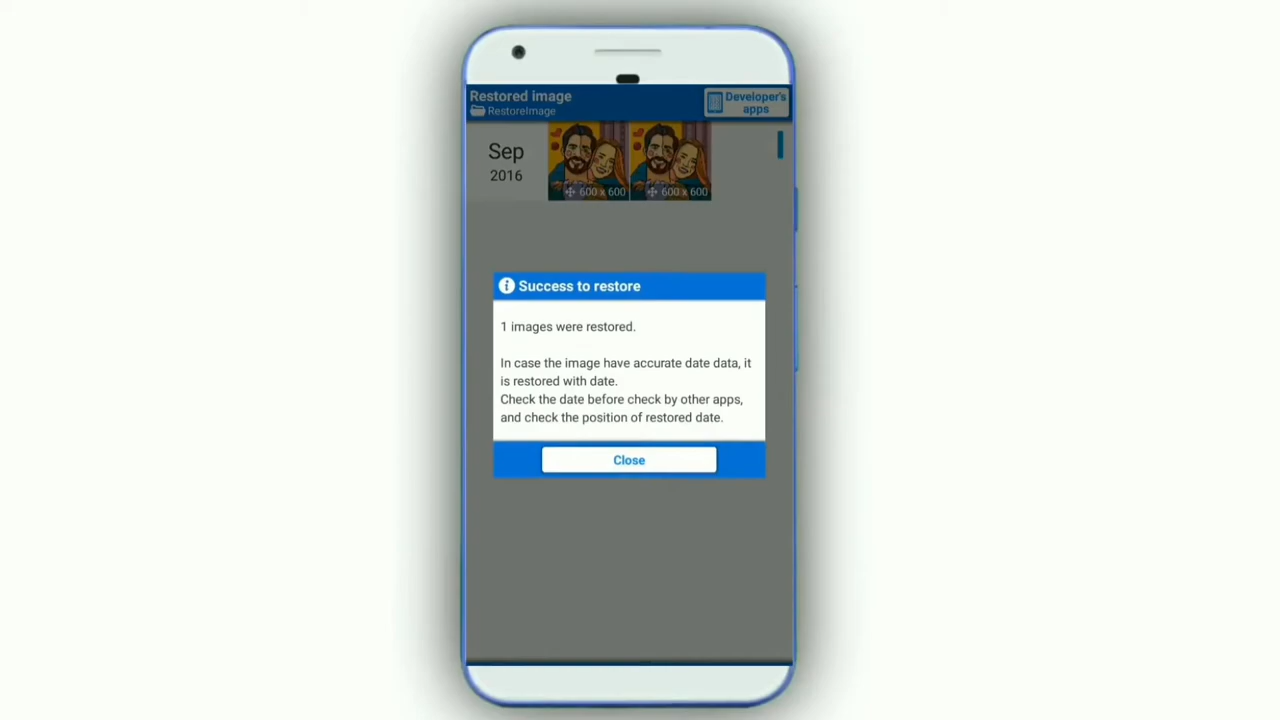 Restored image
RestoreImage
Developer's
apps
Sep
2016
600 x 600
600 x 600
Success to restore
1 images were restored.
In case the image have accurate date data, it
is restored with date.
Check the date before check by other apps,
and check the position of restored date.
Close